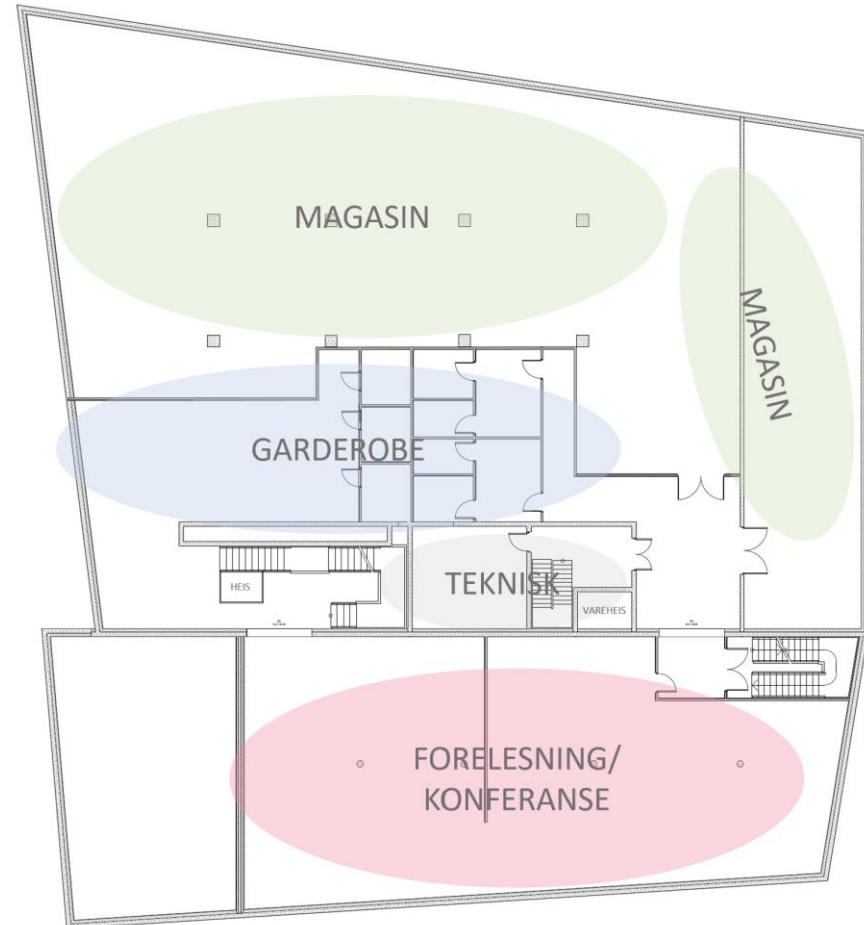 MAGASIN
MAGASIN
GARDEROBE
TEKNISK
HEIS
VAREHEIS
FORELESNING/
KONFERANSE